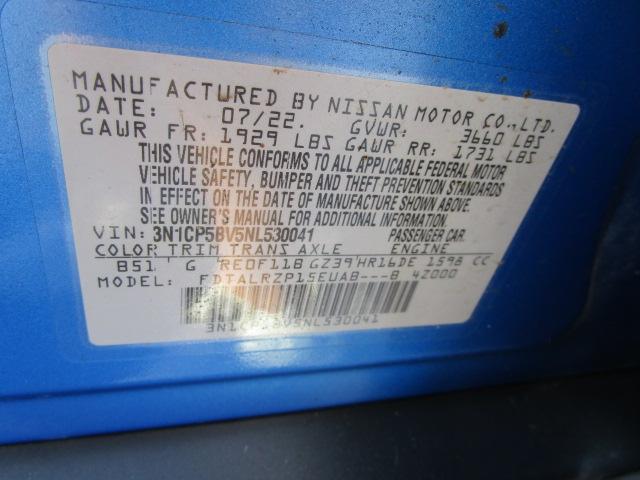 MANUFACTURED BY NISSAN MOTOR CO.,LTD.
DATE: 07/22. GVWR: 3660 LBS
GAWR FR: 1929 LBS GAWR RR: 1731 LBS
THIS VEHICLE CONFORMS TO ALL APPLICABLE FEDERAL MOTOR
VEHICLE SAFETY, BUMPER AND THEFT PREVENTION STANDARDS
IN EFFECT ON THE DATE OF MANUFACTURE SHOWN ABOVE.
SEE OWNER'S MANUAL FOR ADDITIONAL INFORMATION.
VIN: 3N1CP5BV5NL530041 PASSENGER CAR.
COLOR TRIM TRANS AXLE ENGINE
B51 G RE0F11B GZ39 HR16DE 1598 CC
MODEL: FDTALRZP15EUAB---B 42000
3N1CP5BV5NL530041